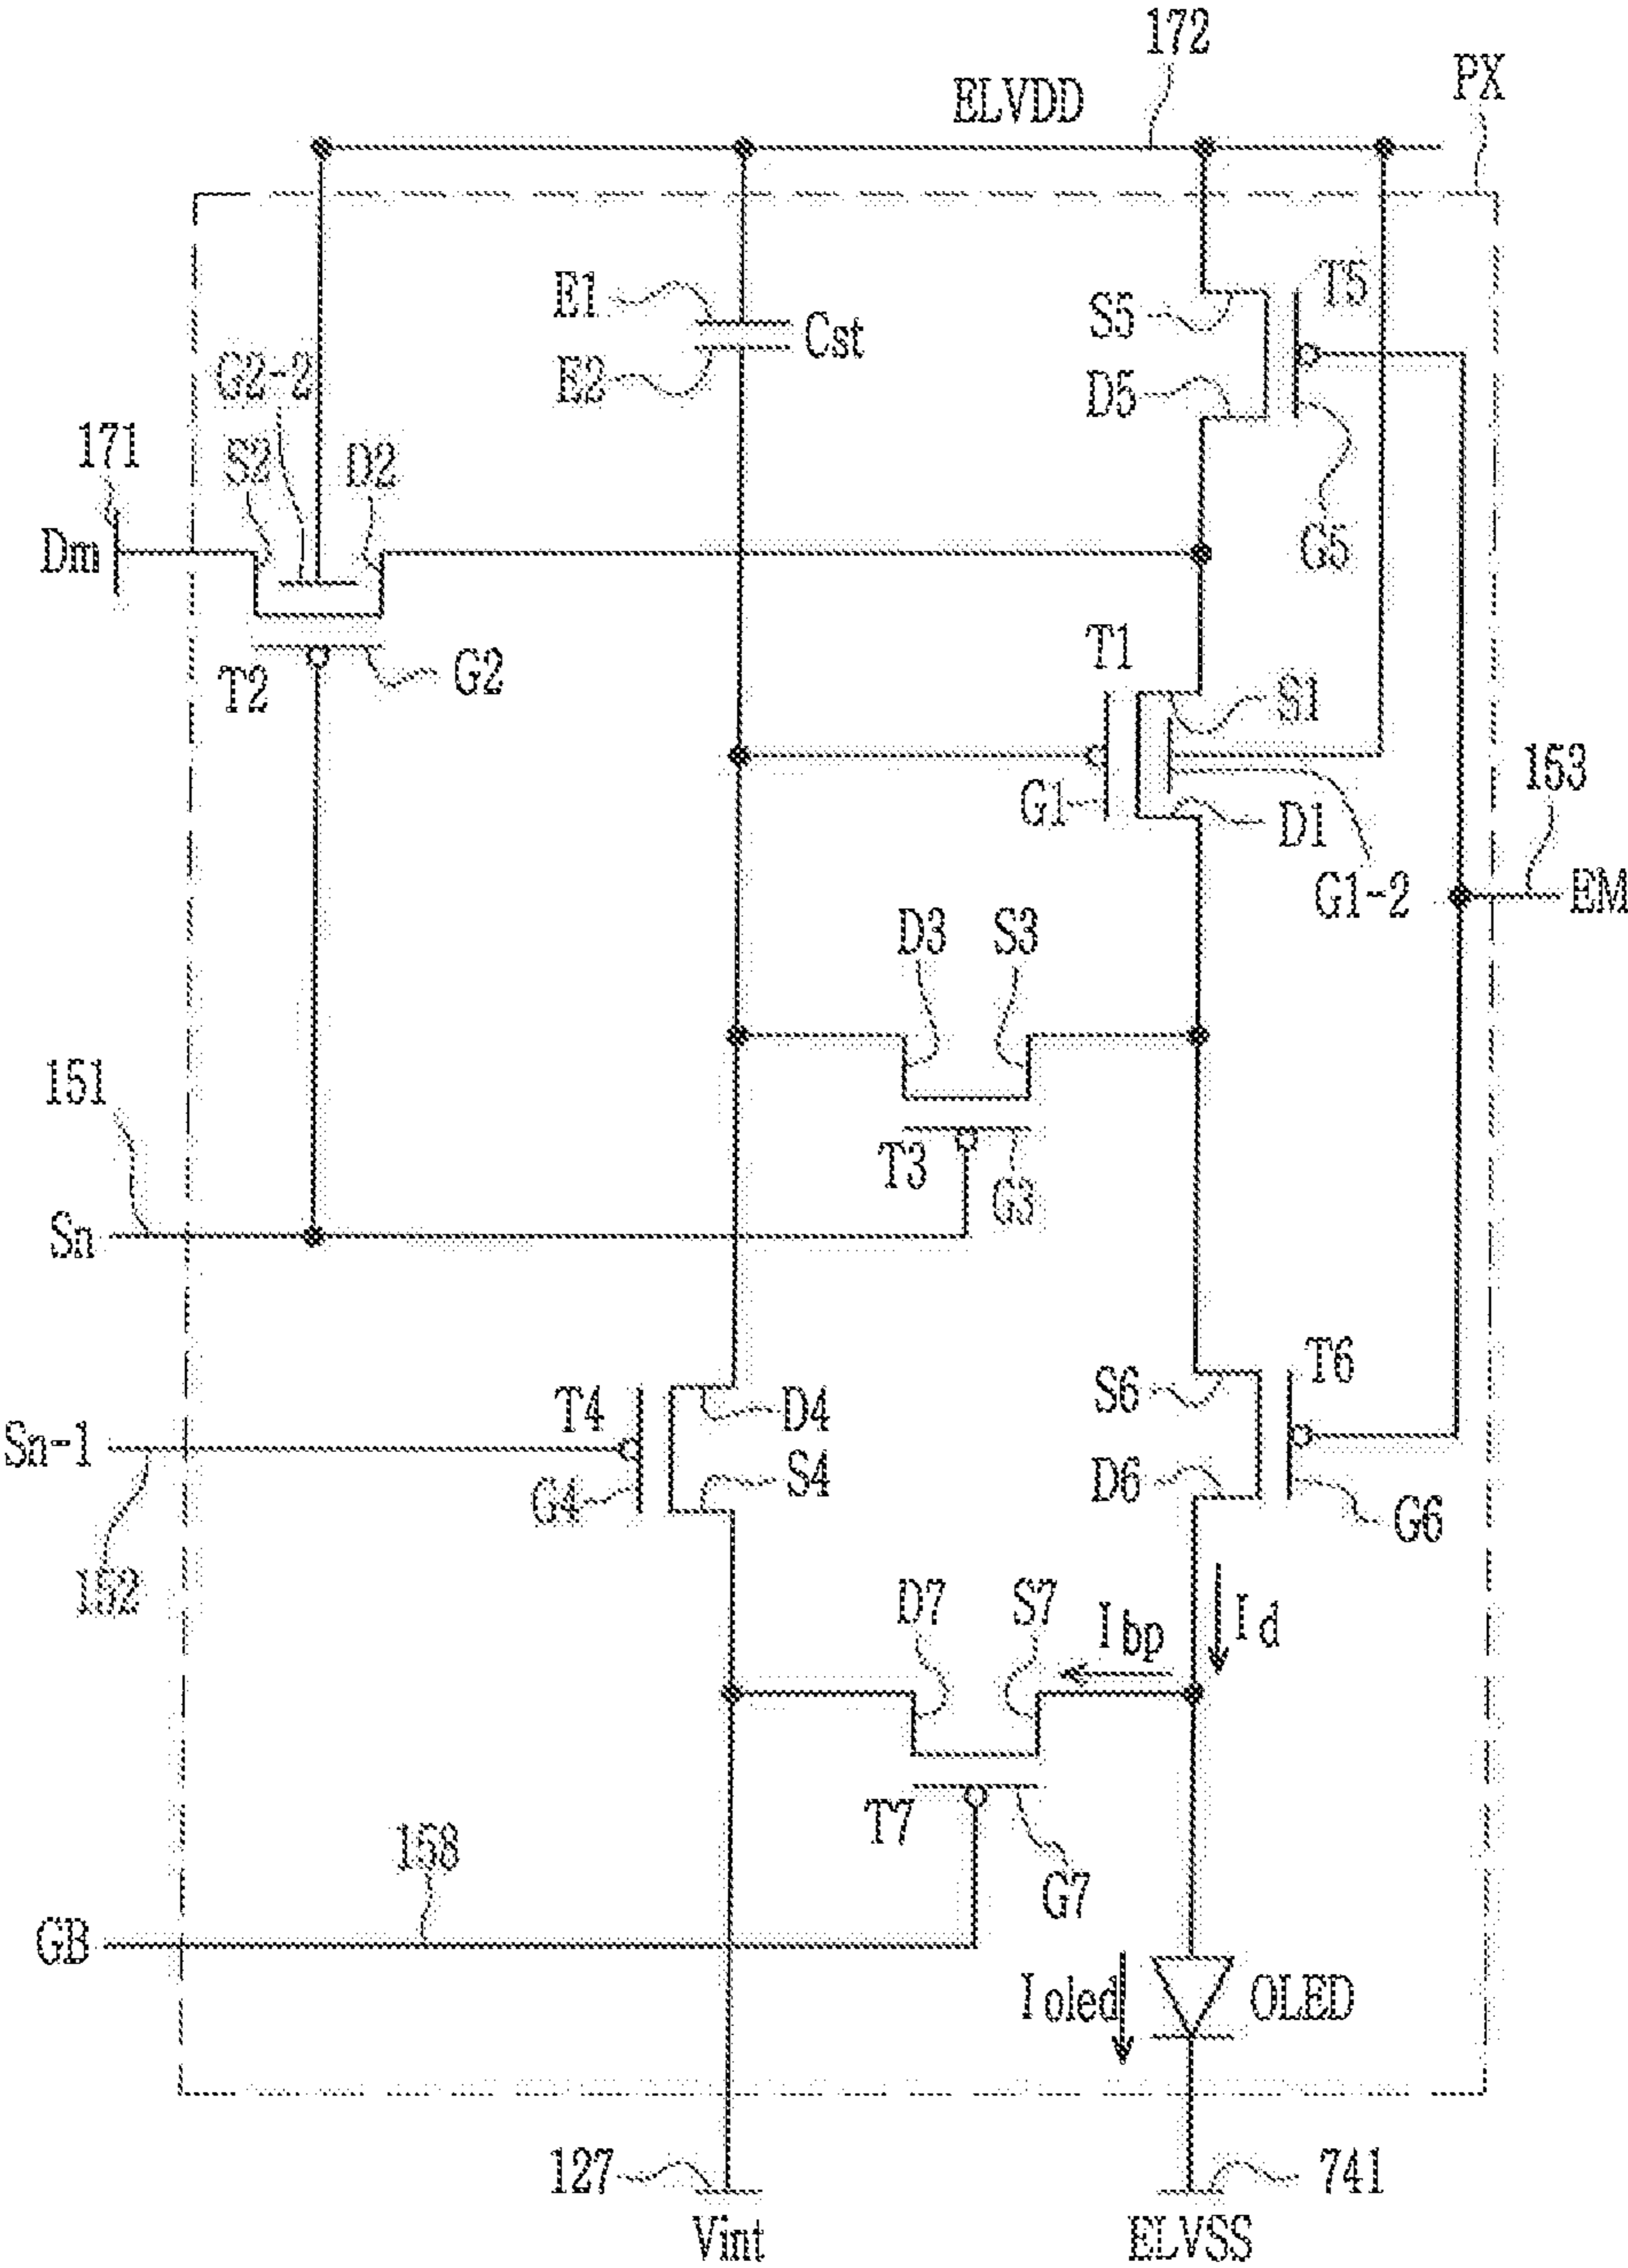 172
PX
ELVDD
E1
T5
S5
Cst
G2-2
E2
D5
171
S2
D2
G5
Dm
T1
T2
G2
S1
153
G1
D1
G1-2
EM
D3
S3
151
T3
G3
Sn
T6
T4
D4
S6
Sn-1
S4
D6
G4
G6
152
D7
S7
Ibp
Id
T7
158
G7
GB
Ioled
OLED
127
741
Vint
ELVSS